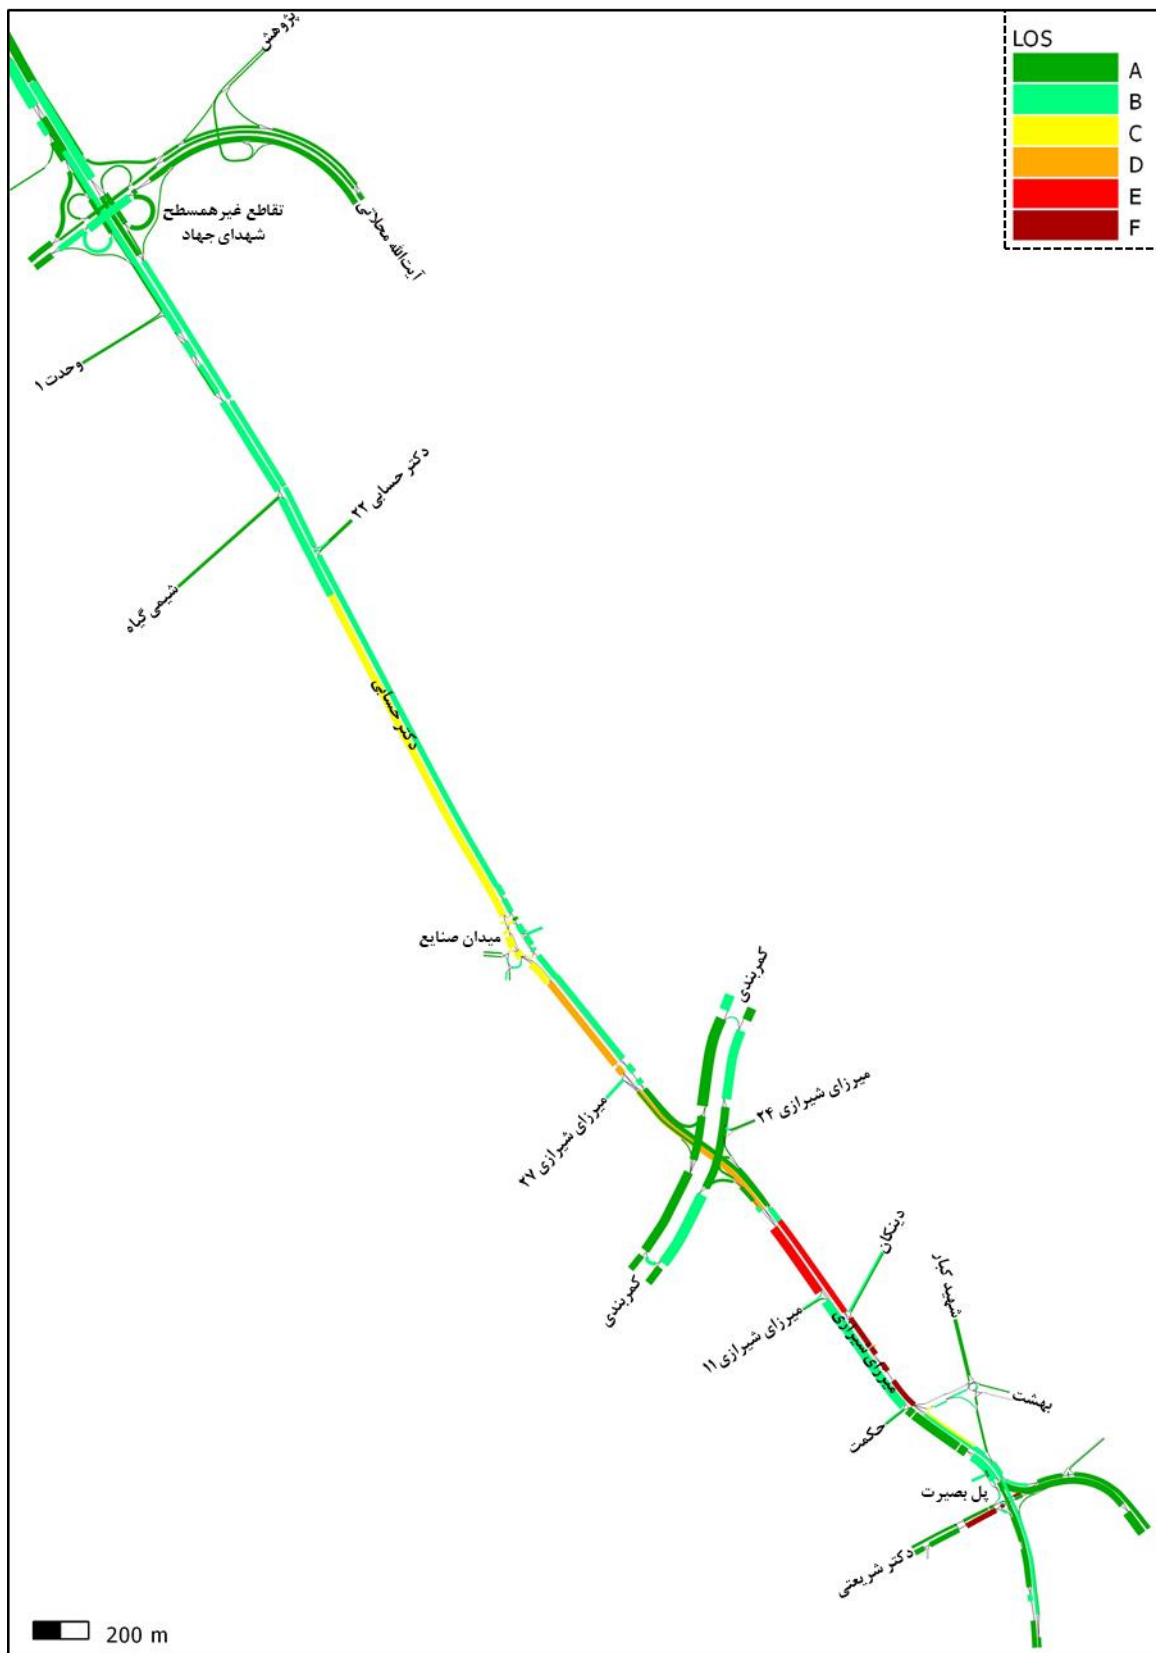 پژوهش
LOS
A
B
C
D
E
F
تقاطع غیرهمسطح
شهدای جهاد
آیت‌الله محلاتی
وحدت ۱
دکتر حسابی ۲۲
شیمی گیاه
دکتر حسابی
میدان صنایع
کمربندی
میرزای شیرازی ۲۴
میرزای شیرازی ۲۷
دینکان
شهید کبار
کمربندی
میرزای شیرازی ۱۱
میرزای شیرازی
بهشت
حکمت
پل بصیرت
دکتر شریعتی
200 m